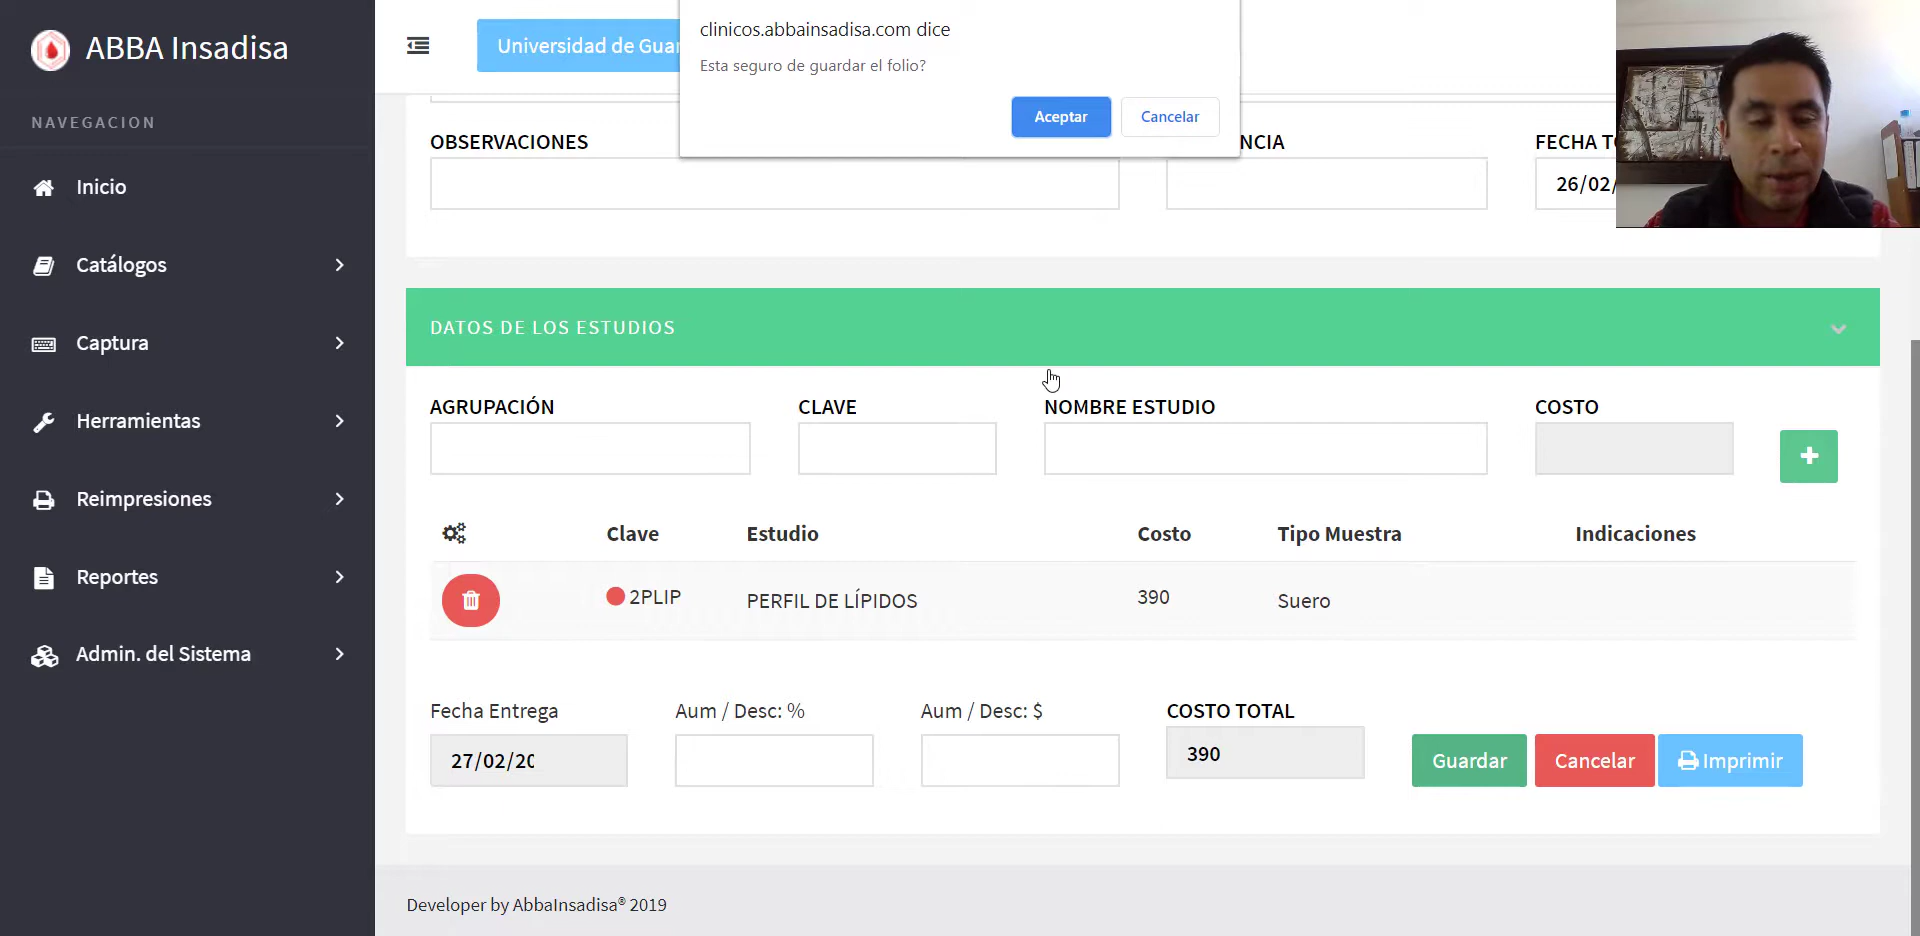 ABBA Insadisa
NAVEGACION
Inicio
Catálogos
Captura
Herramientas
Reimpresiones
Reportes
Admin. del Sistema
Universidad de Guar
clinicos.abbainsadisa.com dice
Esta seguro de guardar el folio?
Aceptar
Cancelar
OBSERVACIONES
NCIA
FECHA T
26/02/
DATOS DE LOS ESTUDIOS
AGRUPACIÓN
CLAVE
NOMBRE ESTUDIO
COSTO
Clave
Estudio
Costo
Tipo Muestra
Indicaciones
2PLIP
PERFIL DE LÍPIDOS
390
Suero
Fecha Entrega
Aum / Desc: %
Aum / Desc: $
COSTO TOTAL
27/02/20
390
Guardar
Cancelar
Imprimir
Developer by AbbaInsadisa® 2019